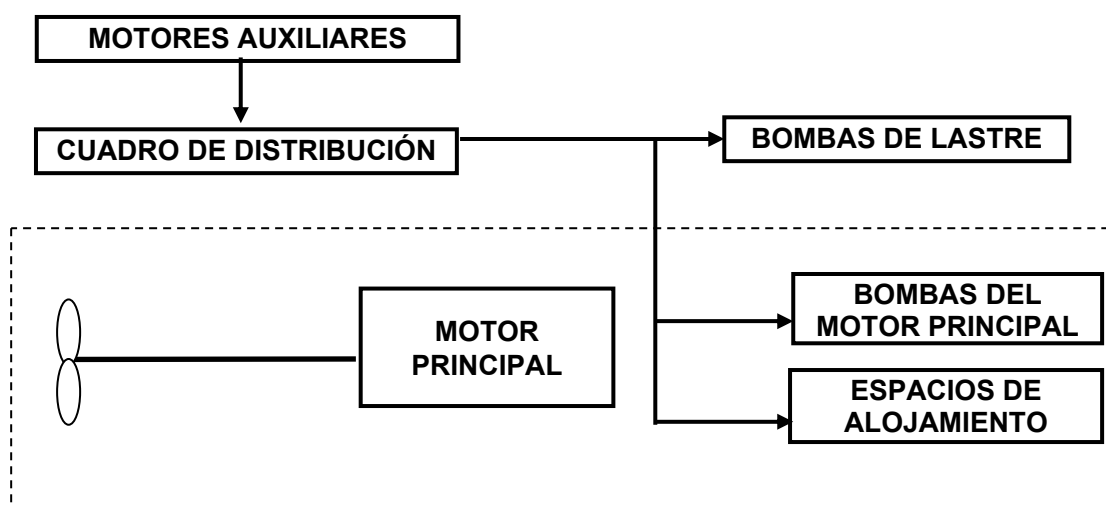 MOTORES AUXILIARES
CUADRO DE DISTRIBUCIÓN
BOMBAS DE LASTRE
BOMBAS DEL
MOTOR PRINCIPAL
MOTOR
PRINCIPAL
ESPACIOS DE
ALOJAMIENTO